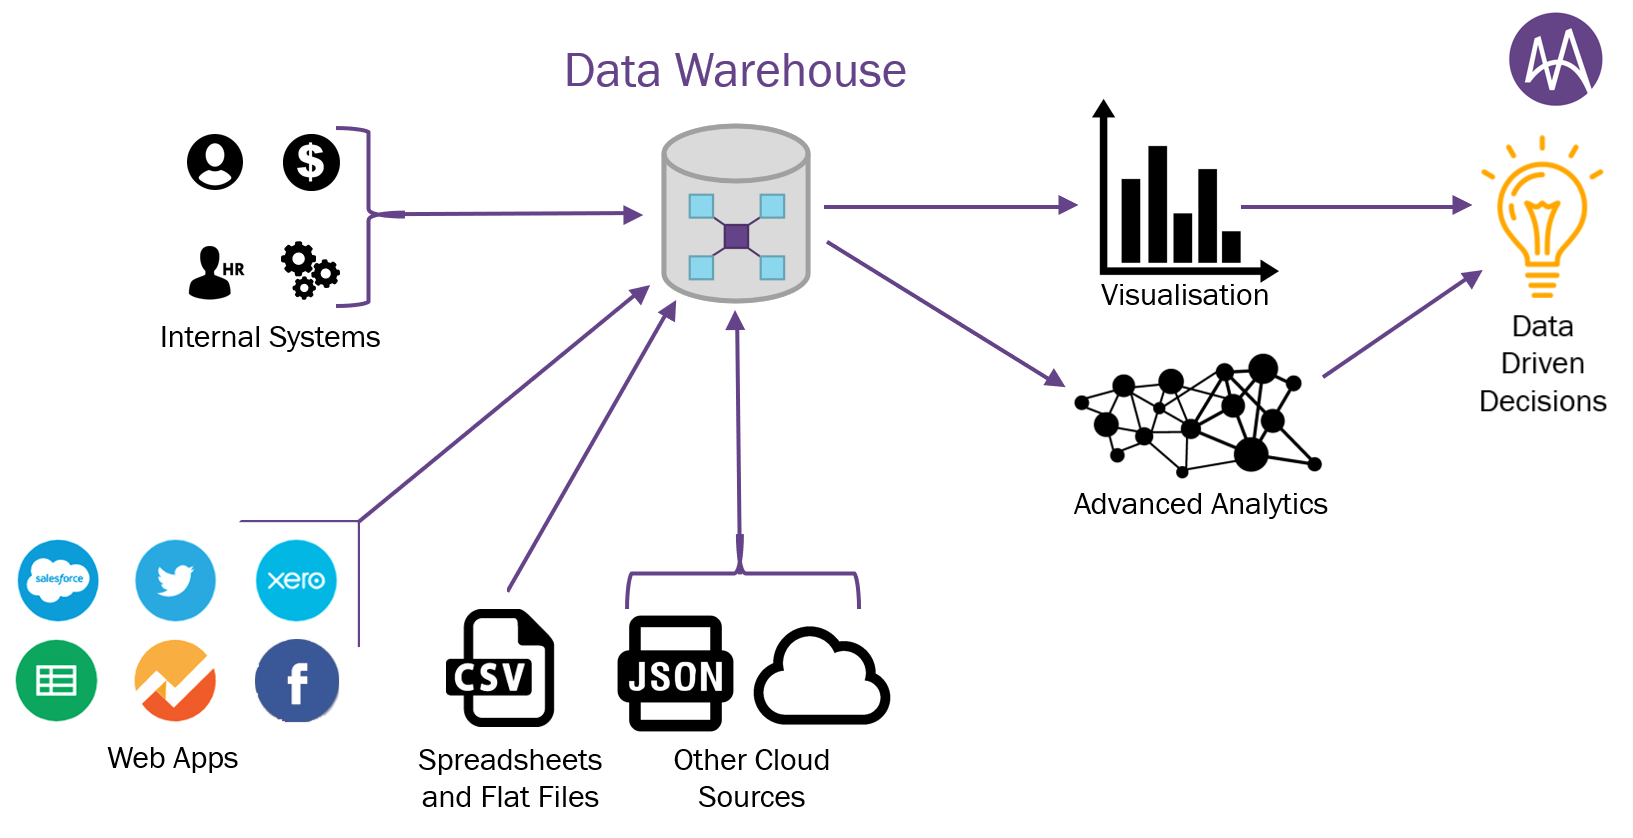 Data Warehouse
$
HR
Internal Systems
Visualisation
Data
Driven
Decisions
Advanced Analytics
salesforce
xero
f
Web Apps
CSV
Spreadsheets
and Flat Files
JSON
Other Cloud
Sources